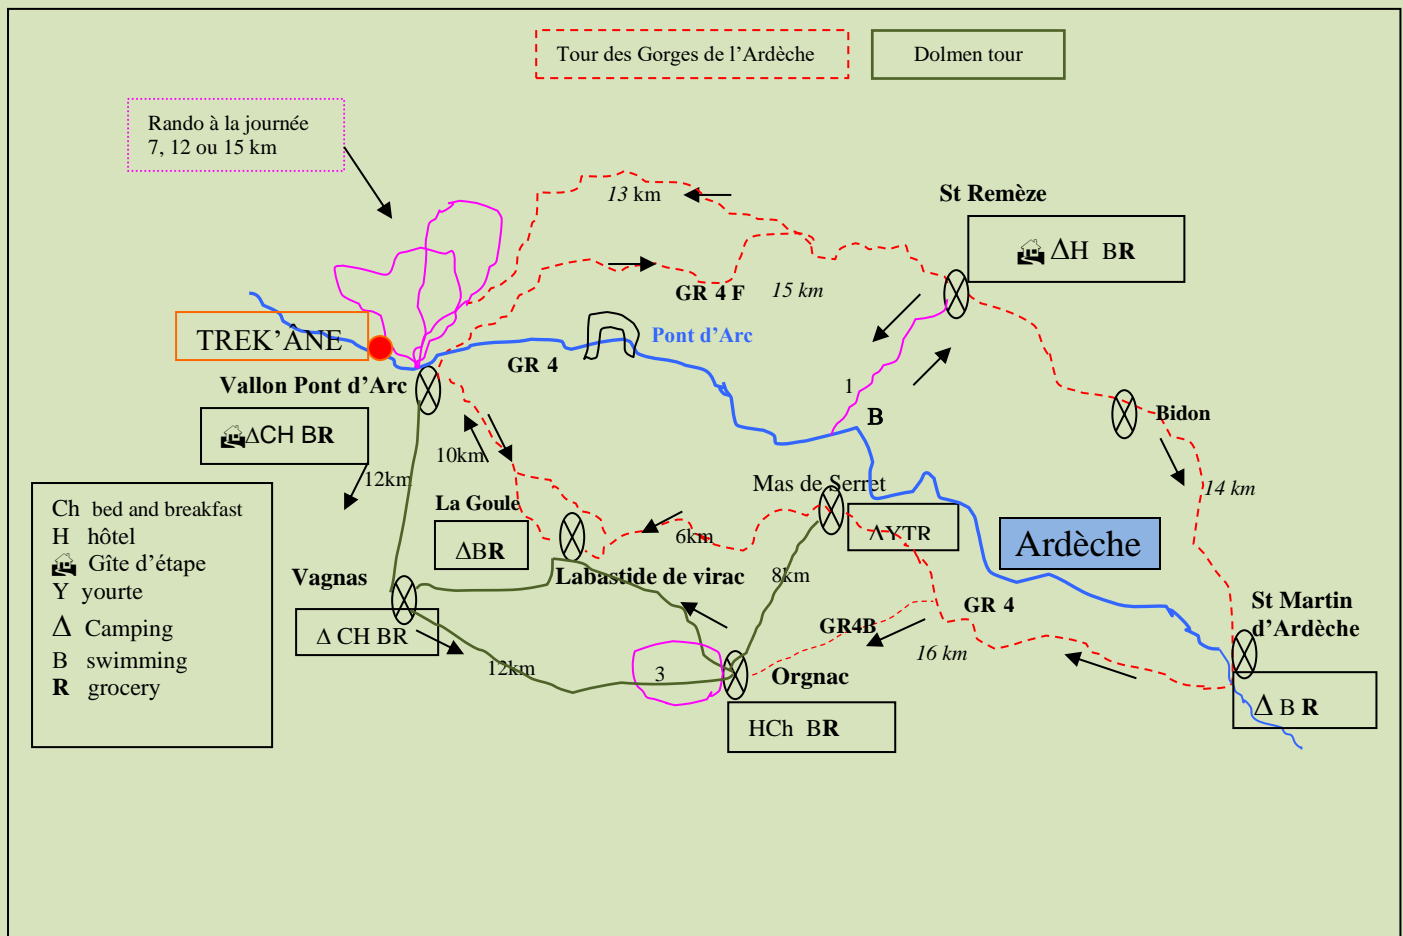 Tour des Gorges de l’Ardèche
Dolmen tour
Rando à la journée
7, 12 ou 15 km
13 km
St Remèze
Δ H B R
GR 4 F
15 km
TREK’ÂNE
Pont d’Arc
GR 4
Vallon Pont d’Arc
ΔCH BR
1
B
Bidon
12km
10km
Mas de Serret
14 km
La Goule
ΔBR
6km
ΔYTR
Ardèche
Ch bed and breakfast
H hôtel
Gîte d’étape
Y yourte
Δ Camping
B swimming
R grocery
Vagnas
Labastide de virac
8km
GR 4
St Martin
d’Ardèche
Δ CH BR
GR4B
16 km
12km
3
Orgnac
Δ B R
HCh BR